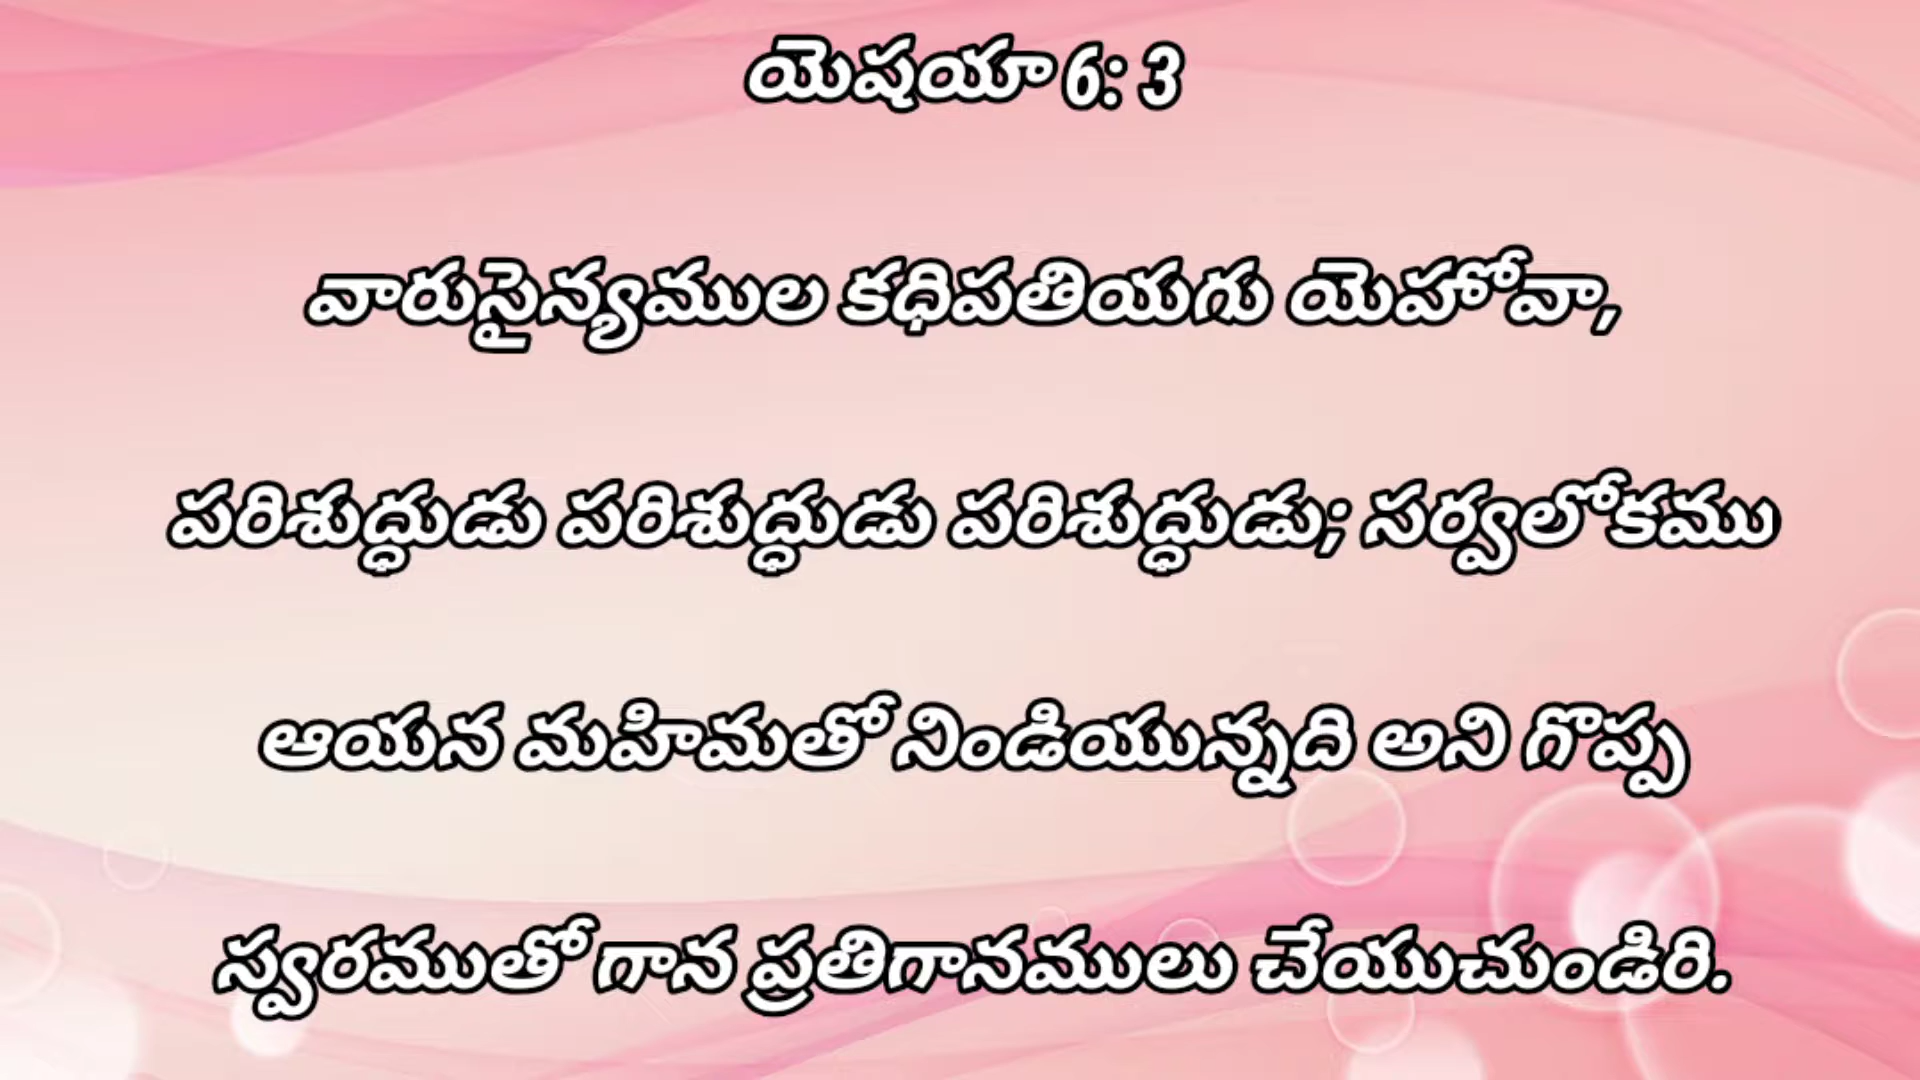 యెషయా 6: 3
వారుసైన్యముల కధిపతియగు యెహోవా,
పరిశుద్ధుడు పరిశుద్ధుడు పరిశుద్ధుడు; సర్వలోకము
ఆయన మహిమతో నిండియున్నది అని గొప్ప
స్వరముతో గాన ప్రతిగానములు చేయుచుండిరి.